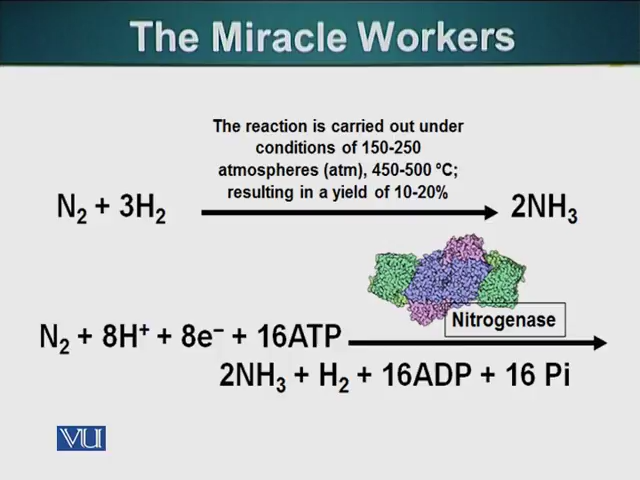 The Miracle Workers
The reaction is carried out under
conditions of 150-250
atmospheres (atm), 450-500 ºC;
resulting in a yield of 10-20%
N₂ + 3H₂ 2NH₃
Nitrogenase
N₂ + 8H⁺ + 8e⁻ + 16ATP
2NH₃ + H₂ + 16ADP + 16 Pi
VU